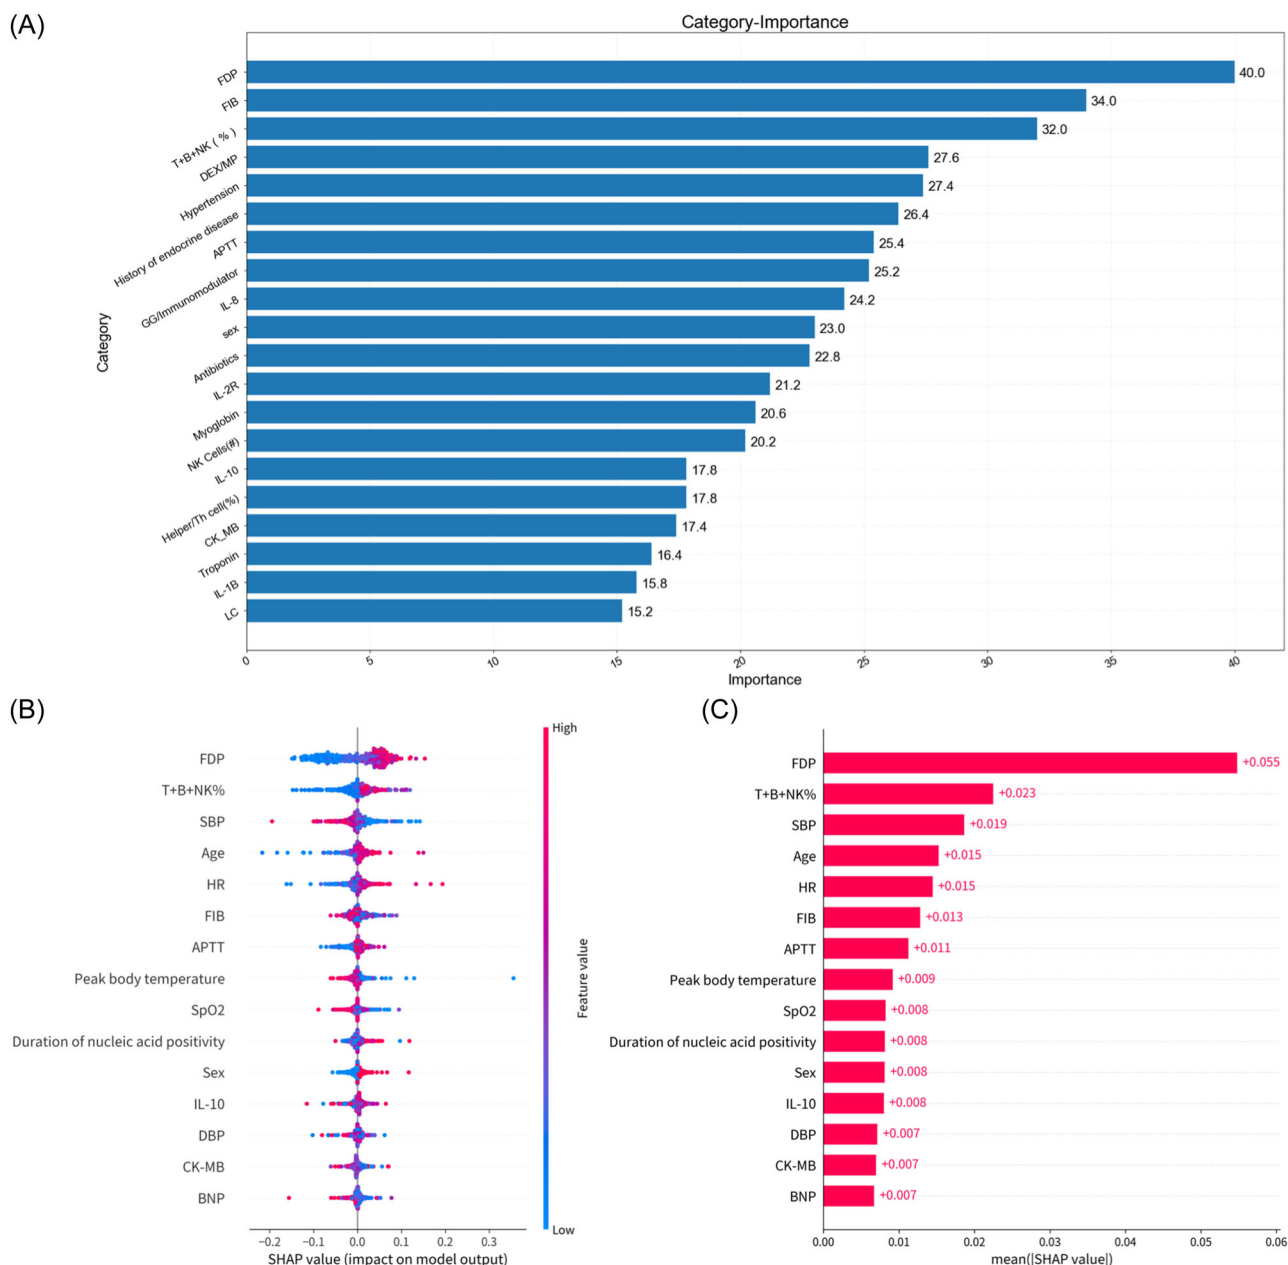 (A)
Category-Importance
FDP 40.0
FIB 34.0
T+B+NK ( % ) 32.0
DEX/MP 27.6
Hypertension 27.4
History of endocrine disease 26.4
APTT 25.4
GG/Immunomodulator 25.2
IL-8 24.2
sex 23.0
Antibiotics 22.8
IL-2R 21.2
Myoglobin 20.6
NK Cells(#) 20.2
IL-10 17.8
Helper/Th cell(%) 17.8
CK_MB 17.4
Troponin 16.4
IL-1B 15.8
LC 15.2
Category
0 5 10 15 20 25 30 35 40
Importance
(B)
High
FDP
T+B+NK%
SBP
Age
HR
FIB
APTT
Peak body temperature
SpO2
Duration of nucleic acid positivity
Sex
IL-10
DBP
CK-MB
BNP
Feature value
Low
−0.2 −0.1 0.0 0.1 0.2 0.3
SHAP value (impact on model output)
(C)
FDP +0.055
T+B+NK% +0.023
SBP +0.019
Age +0.015
HR +0.015
FIB +0.013
APTT +0.011
Peak body temperature +0.009
SpO2 +0.008
Duration of nucleic acid positivity +0.008
Sex +0.008
IL-10 +0.008
DBP +0.007
CK-MB +0.007
BNP +0.007
0.00 0.01 0.02 0.03 0.04 0.05 0.06
mean(|SHAP value|)